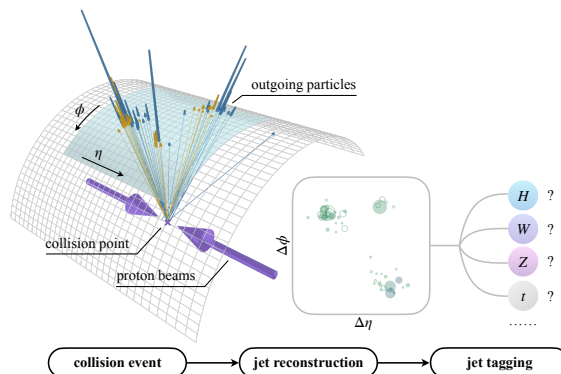 outgoing particles
ϕ
η
collision point
proton beams
Δϕ
Δη
H ?
W ?
Z ?
t ?
......
collision event
jet reconstruction
jet tagging